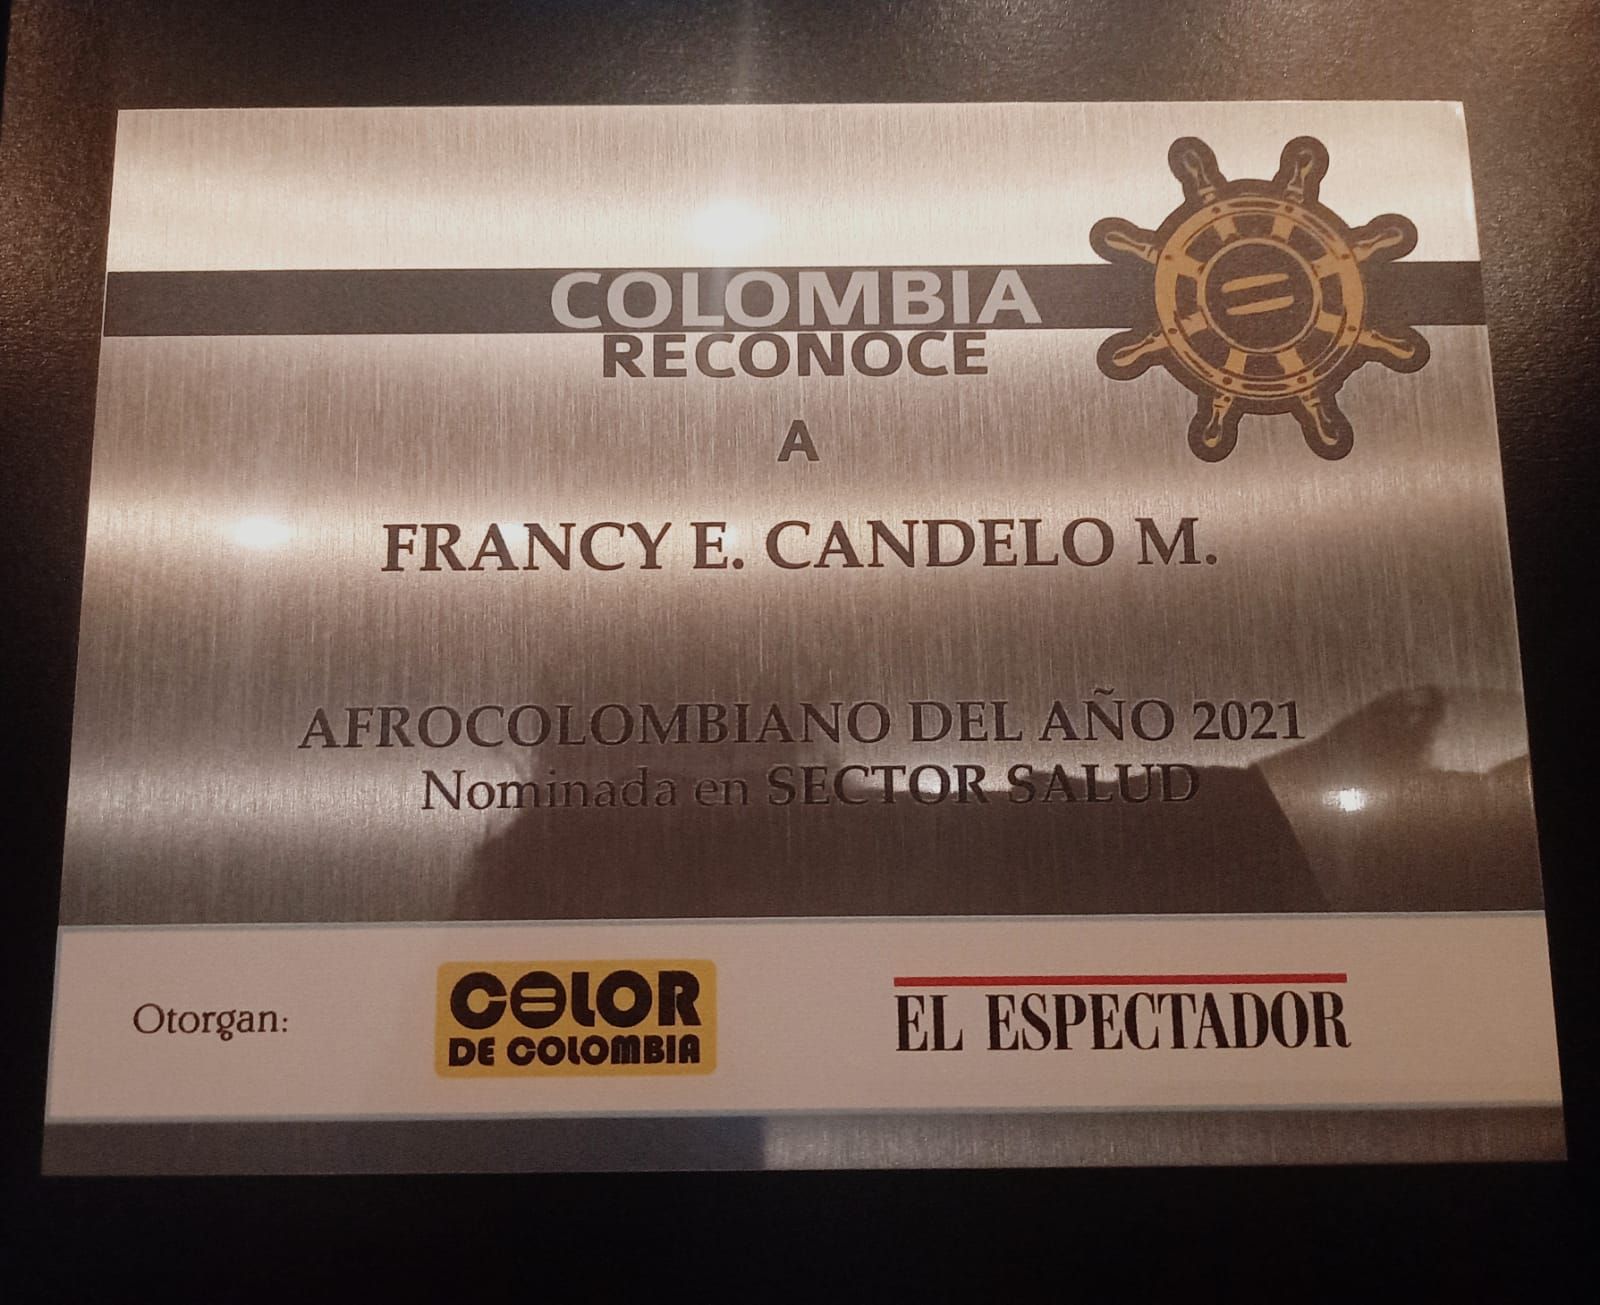 COLOMBIA
RECONOCE
A
FRANCY E. CANDELO M.
AFROCOLOMBIANO DEL AÑO 2021
Nominada en SECTOR SALUD
Otorgan:
COLOR
DE COLOMBIA
EL ESPECTADOR